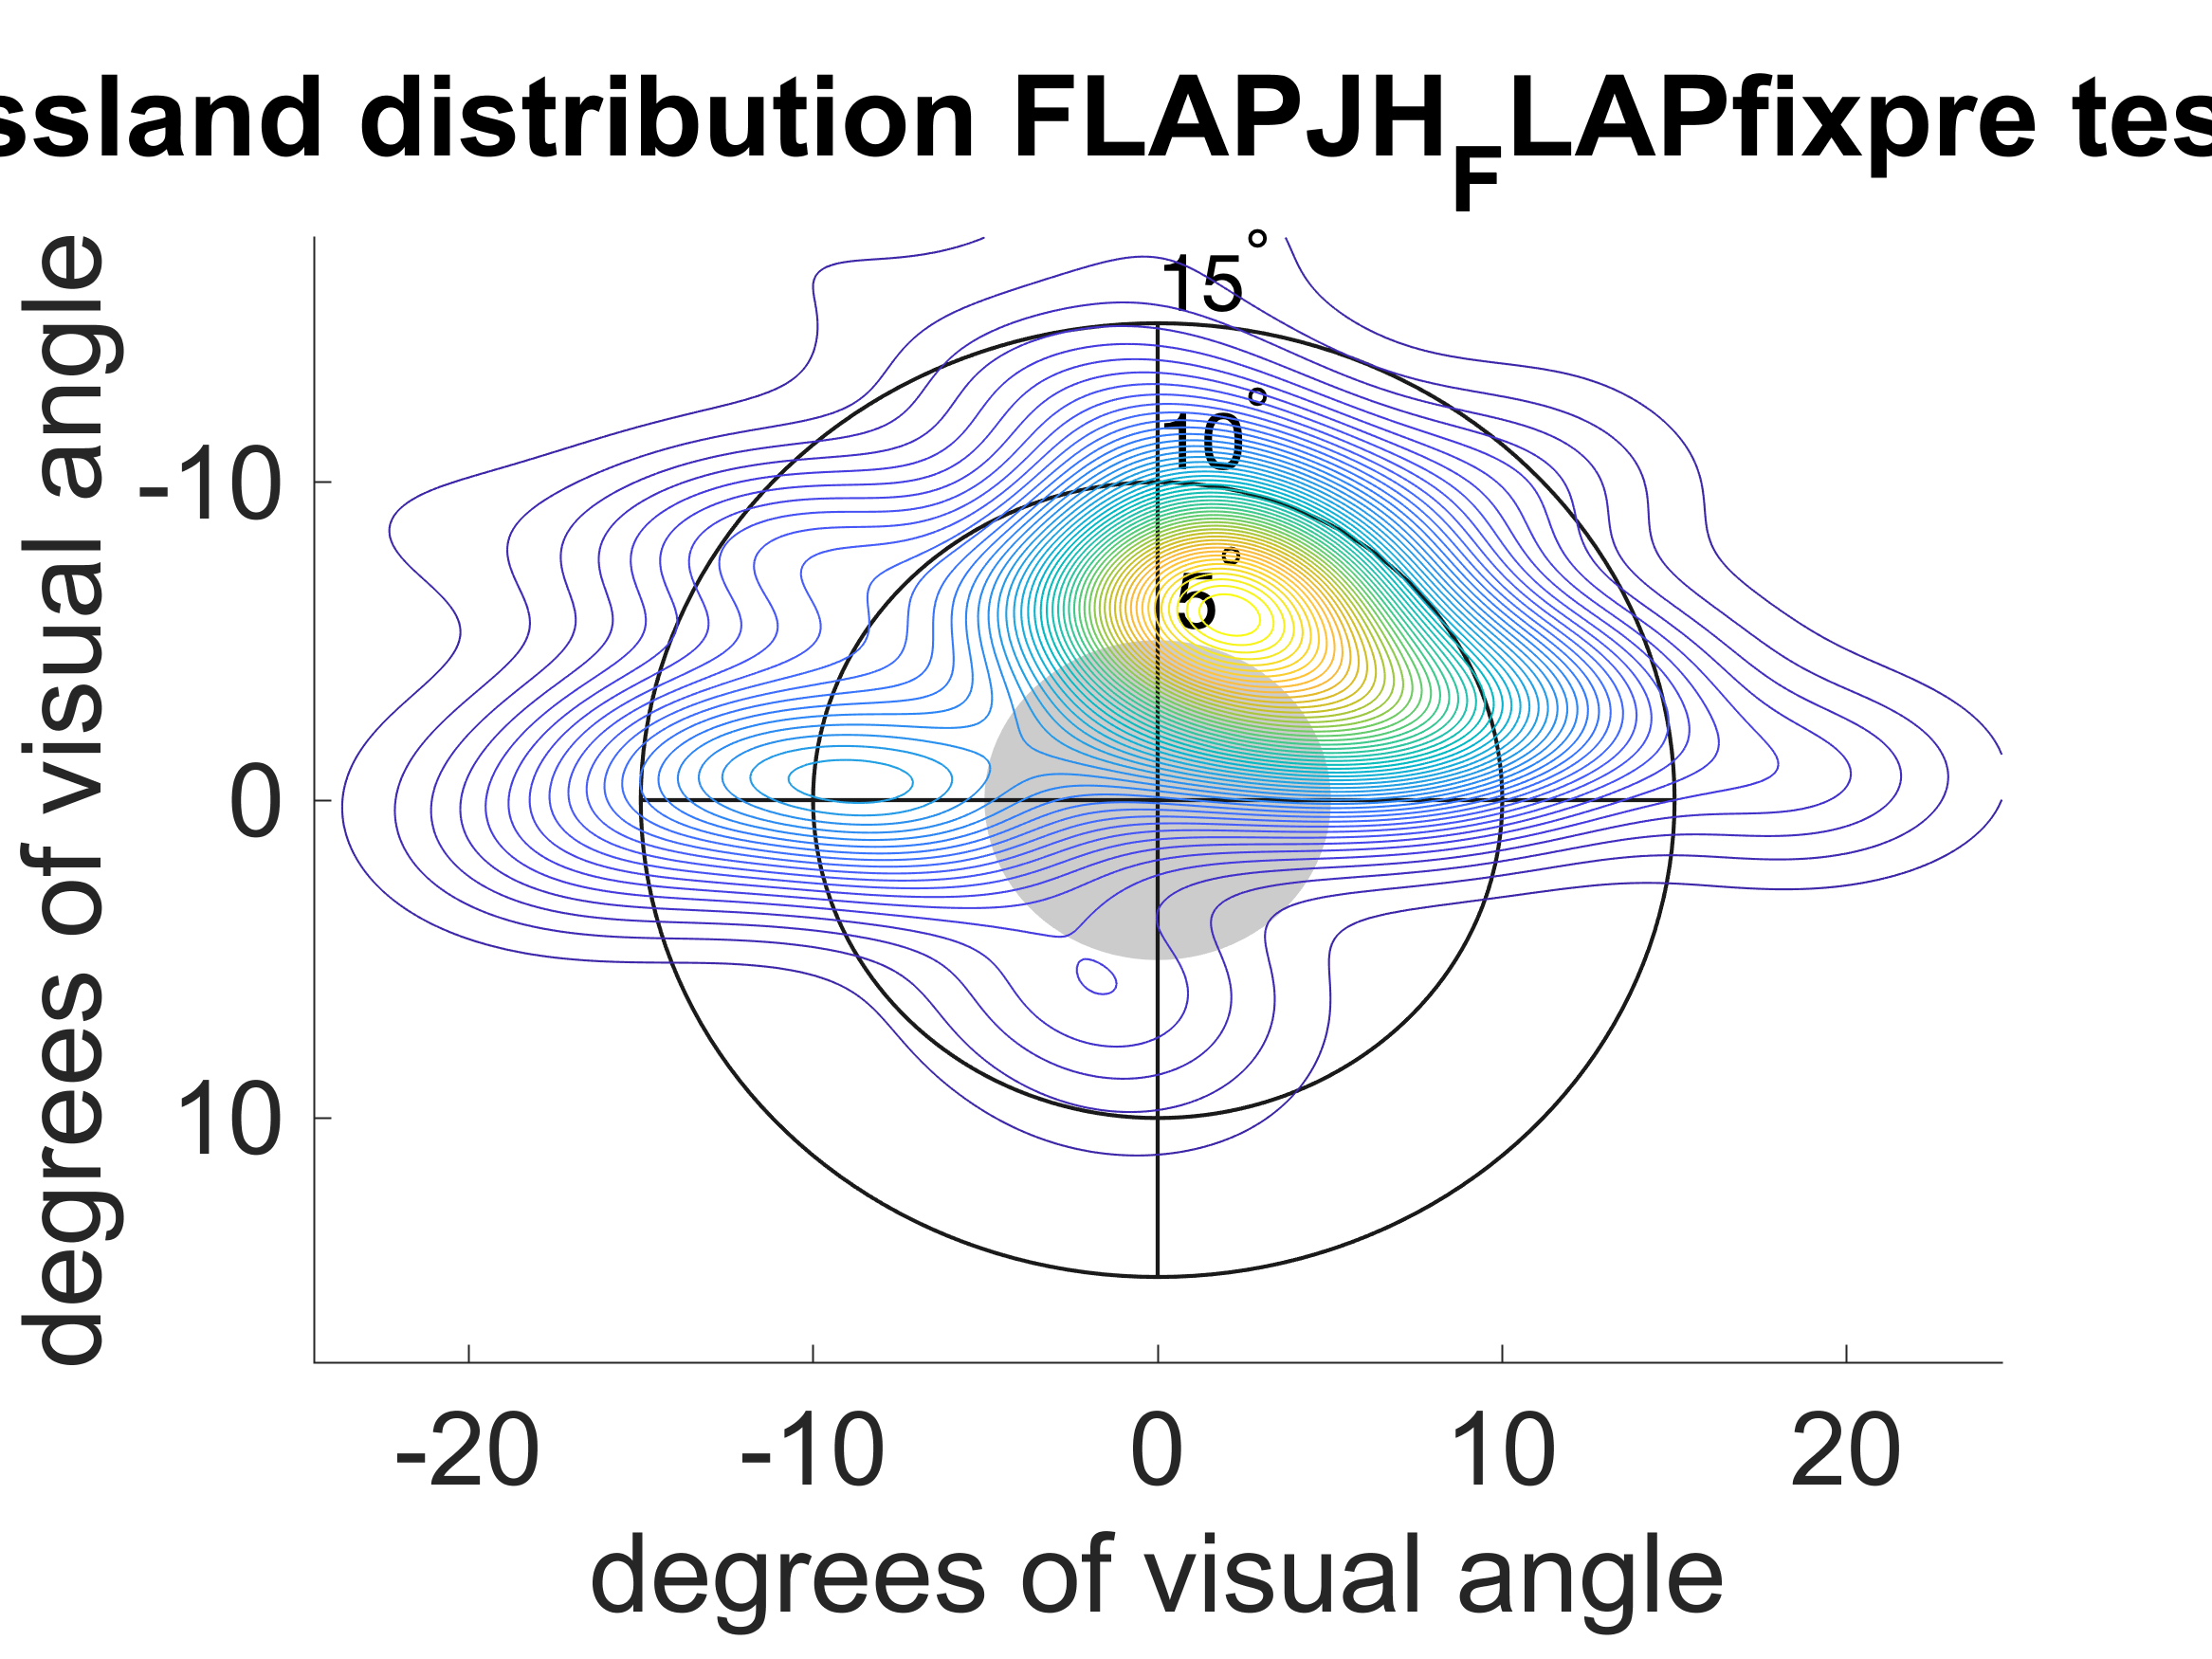 ssland distribution FLAPJH_FLAPfixpre tes
15°
10°
5°
-10
0
10
degrees of visual angle
-20 -10 0 10 20
degrees of visual angle